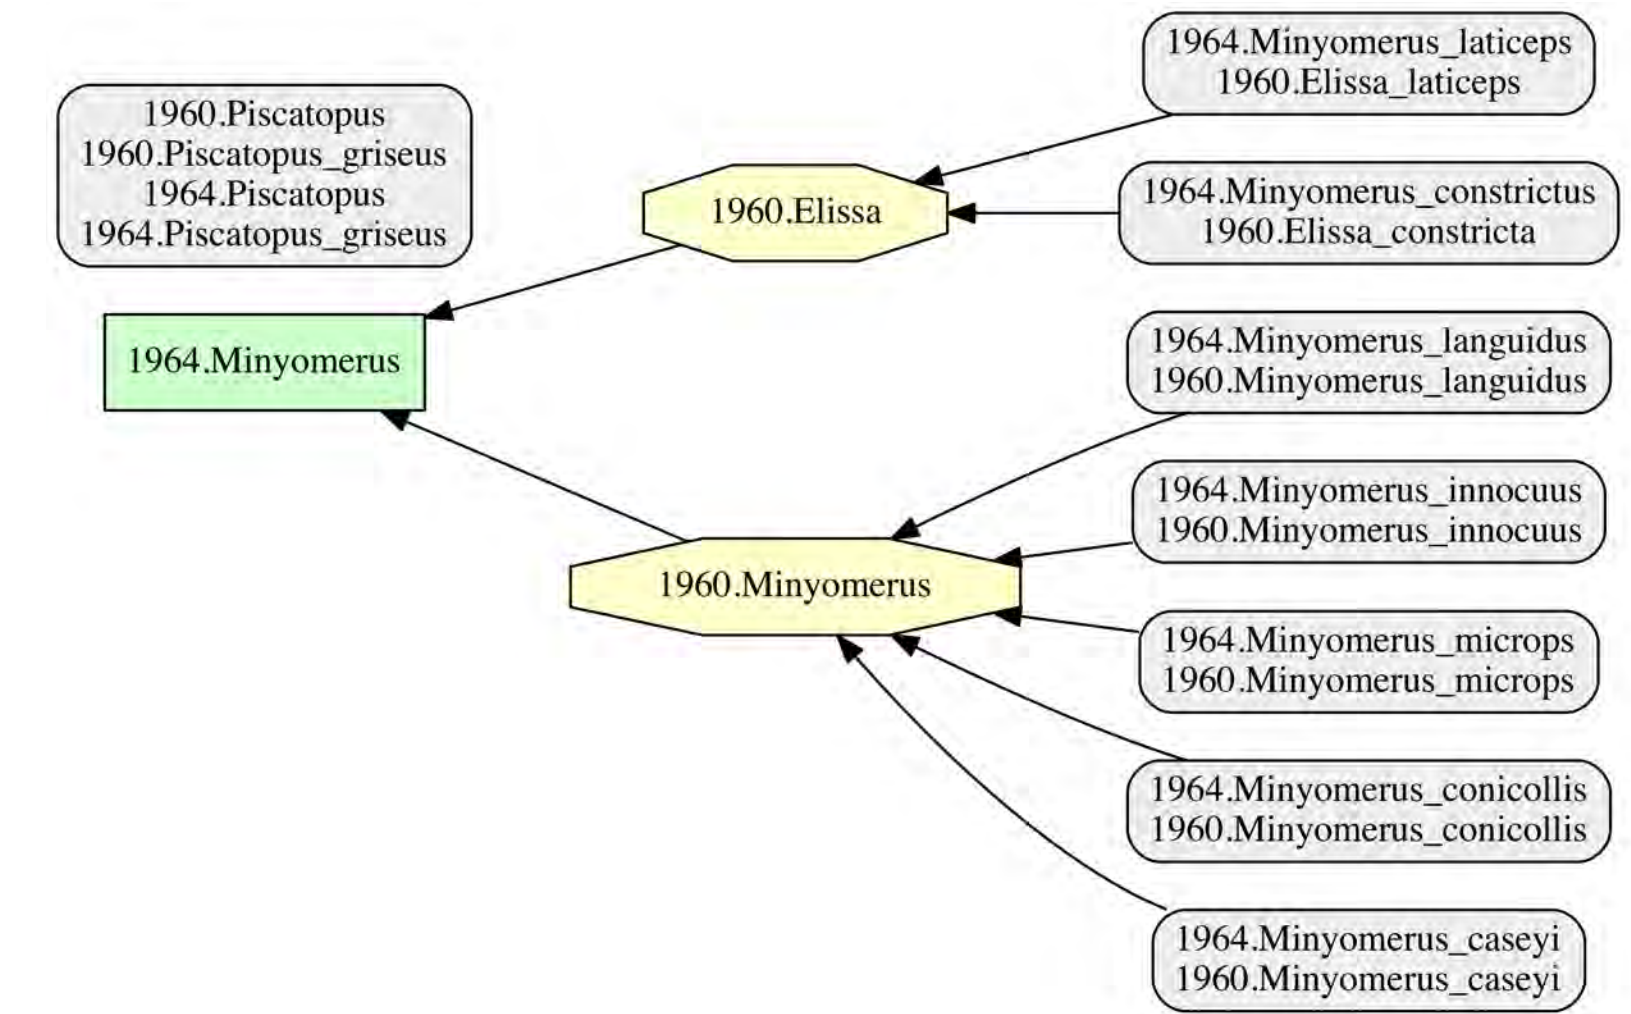 1960.Piscatopus
1960.Piscatopus_griseus
1964.Piscatopus
1964.Piscatopus_griseus
1964.Minyomerus
1960.Elissa
1960.Minyomerus
1964.Minyomerus_laticeps
1960.Elissa_laticeps
1964.Minyomerus_constrictus
1960.Elissa_constricta
1964.Minyomerus_languidus
1960.Minyomerus_languidus
1964.Minyomerus_innocuus
1960.Minyomerus_innocuus
1964.Minyomerus_microps
1960.Minyomerus_microps
1964.Minyomerus_conicollis
1960.Minyomerus_conicollis
1964.Minyomerus_caseyi
1960.Minyomerus_caseyi